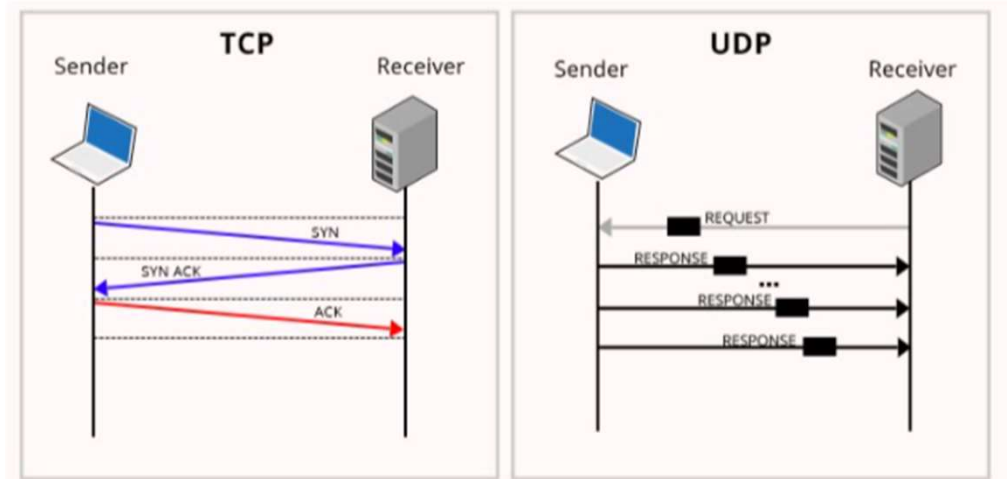 TCP
Sender
Receiver
SYN
SYN ACK
ACK
UDP
Sender
Receiver
REQUEST
RESPONSE
...
RESPONSE
RESPONSE